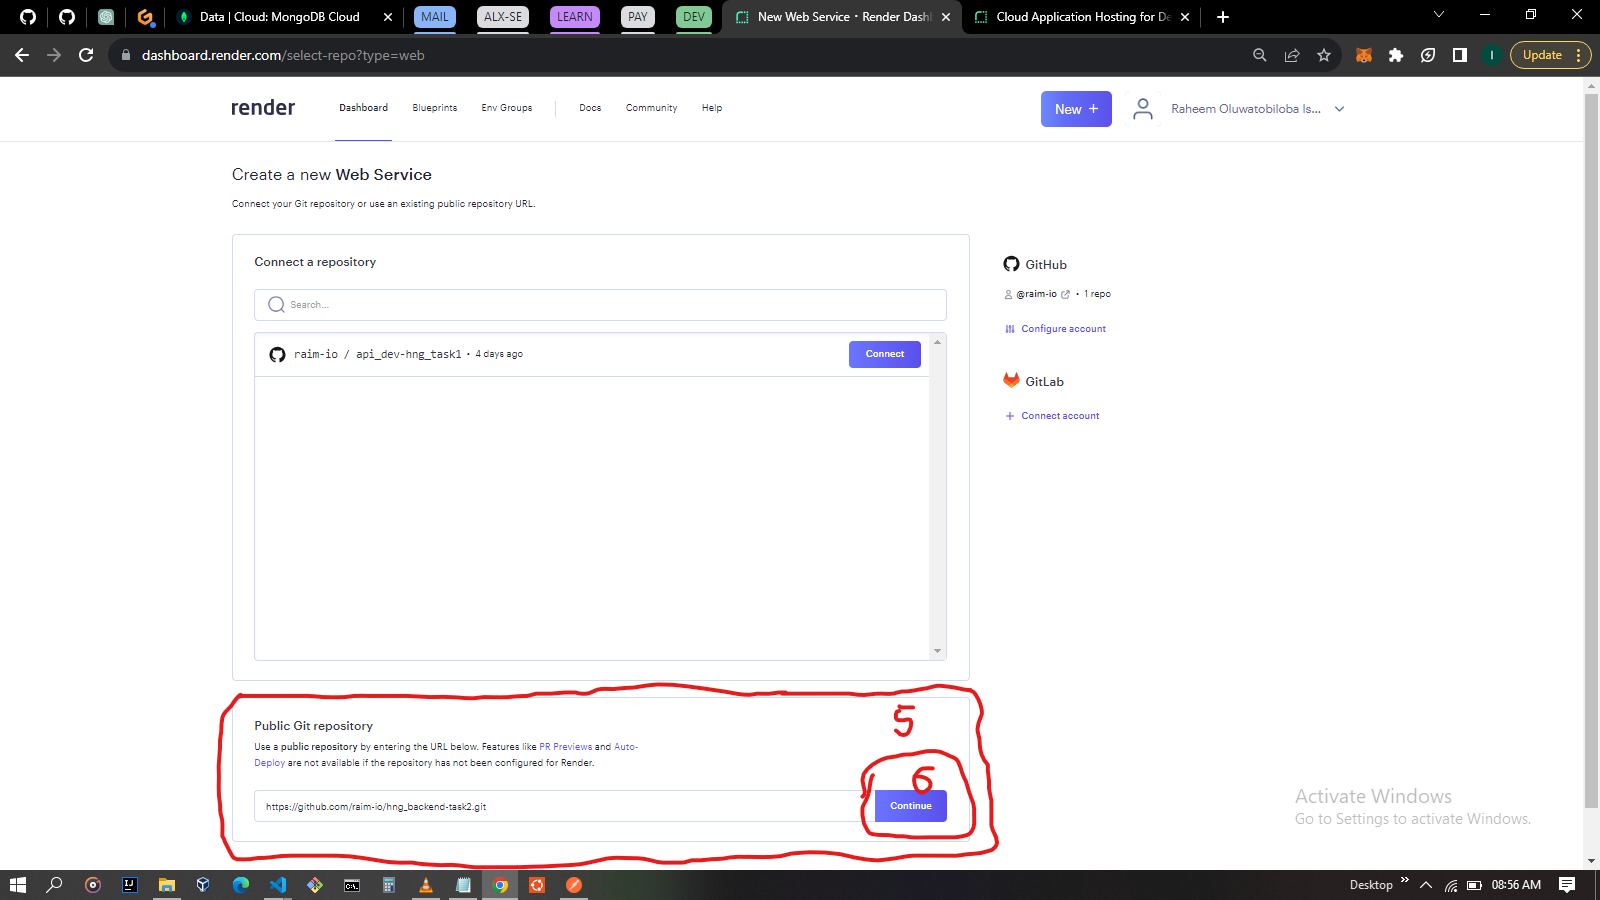 Data | Cloud: MongoDB Cloud
MAIL
ALX-SE
LEARN
PAY
DEV
New Web Service · Render Dash
Cloud Application Hosting for De
dashboard.render.com/select-repo?type=web
I
Update
render
Dashboard
Blueprints
Env Groups
Docs
Community
Help
New +
Raheem Oluwatobiloba Is...
Create a new Web Service
Connect your Git repository or use an existing public repository URL.
Connect a repository
Search...
raim-io / api_dev-hng_task1 · 4 days ago
Connect
GitHub
@raim-io · 1 repo
Configure account
GitLab
+ Connect account
5
Public Git repository
Use a public repository by entering the URL below. Features like PR Previews and Auto-
Deploy are not available if the repository has not been configured for Render.
6
https://github.com/raim-io/hng_backend-task2.git
Continue
Activate Windows
Go to Settings to activate Windows.
Desktop
08:56 AM